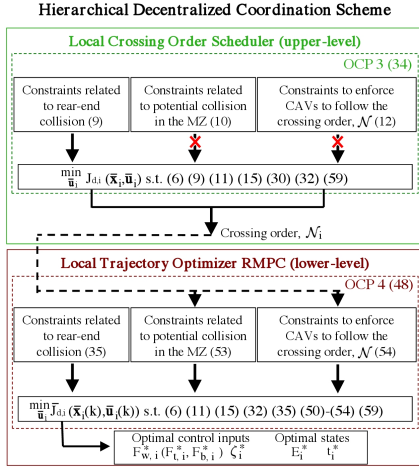 Hierarchical Decentralized Coordination Scheme
Local Crossing Order Scheduler (upper-level)
OCP 3 (34)
Constraints related
to rear-end
collision (9)
Constraints related
to potential collision
in the MZ (10)
Constraints to enforce
CAVs to follow the
crossing order, 𝒩 (12)
min J_{d,i} (x̄_i,ū_i) s.t. (6) (9) (11) (15) (30) (32) (59)
ū_i
Crossing order, 𝒩_i
Local Trajectory Optimizer RMPC (lower-level)
OCP 4 (48)
Constraints related
to rear-end
collision (35)
Constraints related
to potential collision
in the MZ (53)
Constraints to enforce
CAVs to follow the
crossing order, 𝒩 (54)
min J̄_{d,i} (x̄_i(k),ū_i(k)) s.t. (6) (11) (15) (32) (35) (50)-(54) (59)
ū_i
Optimal control inputs
F*_{w,i} (F*_{t,i}, F*_{b,i}) ζ*_i
Optimal states
E*_i t*_i